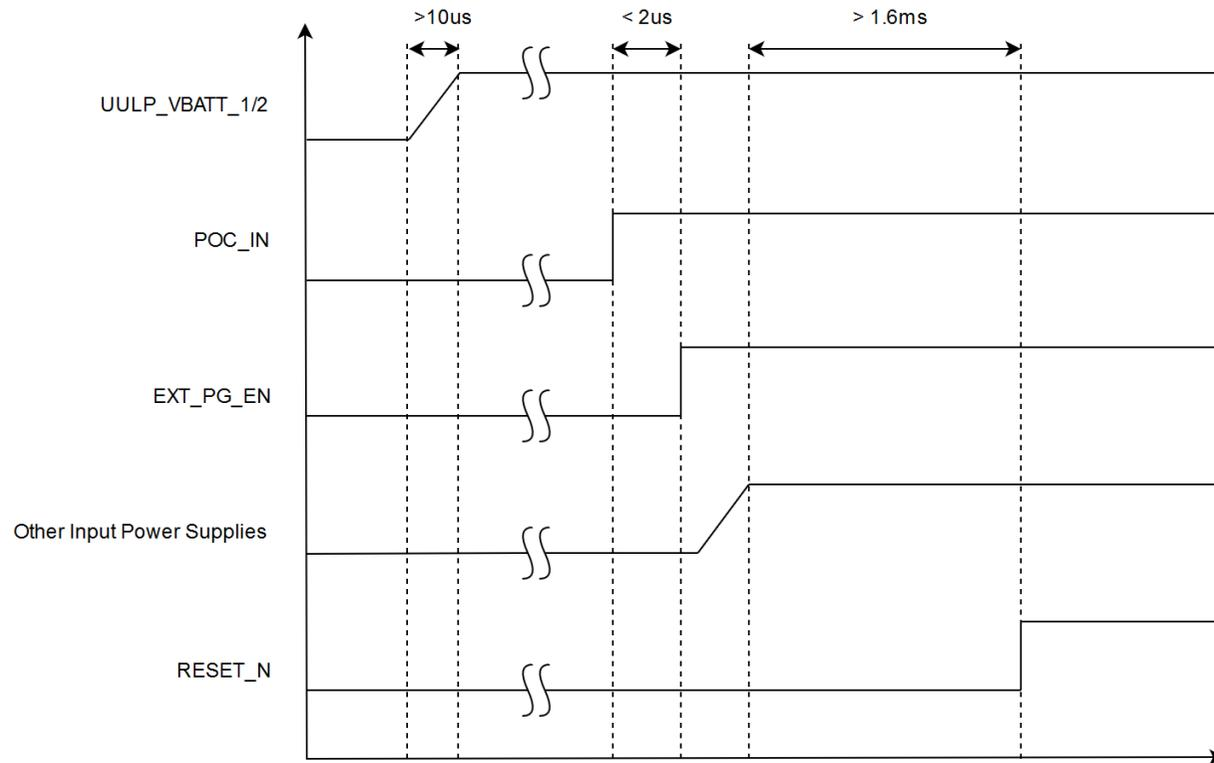 >10us
< 2us
> 1.6ms
UULP_VBATT_1/2
POC_IN
EXT_PG_EN
Other Input Power Supplies
RESET_N